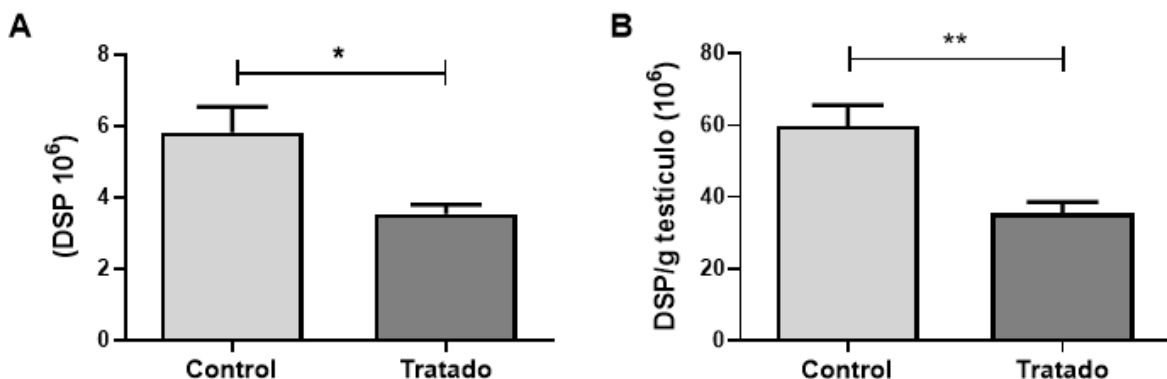 A
(DSP 10⁶)
8
6
4
2
0
*
Control
Tratado
B
DSP/g testículo (10⁶)
80
60
40
20
0
**
Control
Tratado